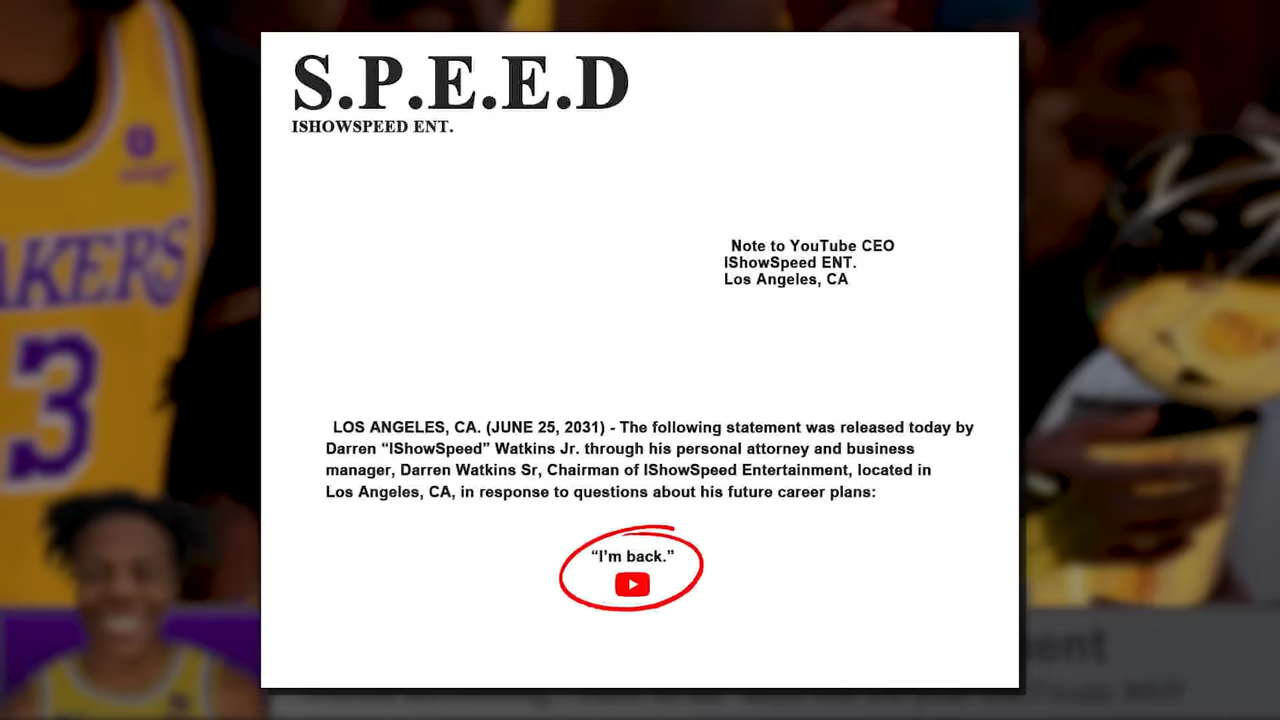 S.P.E.E.D
ISHOWSPEED ENT.
Note to YouTube CEO
IShowSpeed ENT.
Los Angeles, CA
LOS ANGELES, CA. (JUNE 25, 2031) - The following statement was released today by
Darren “IShowSpeed” Watkins Jr. through his personal attorney and business
manager, Darren Watkins Sr, Chairman of IShowSpeed Entertainment, located in
Los Angeles, CA, in response to questions about his future career plans:
“I’m back.”
AKERS
3